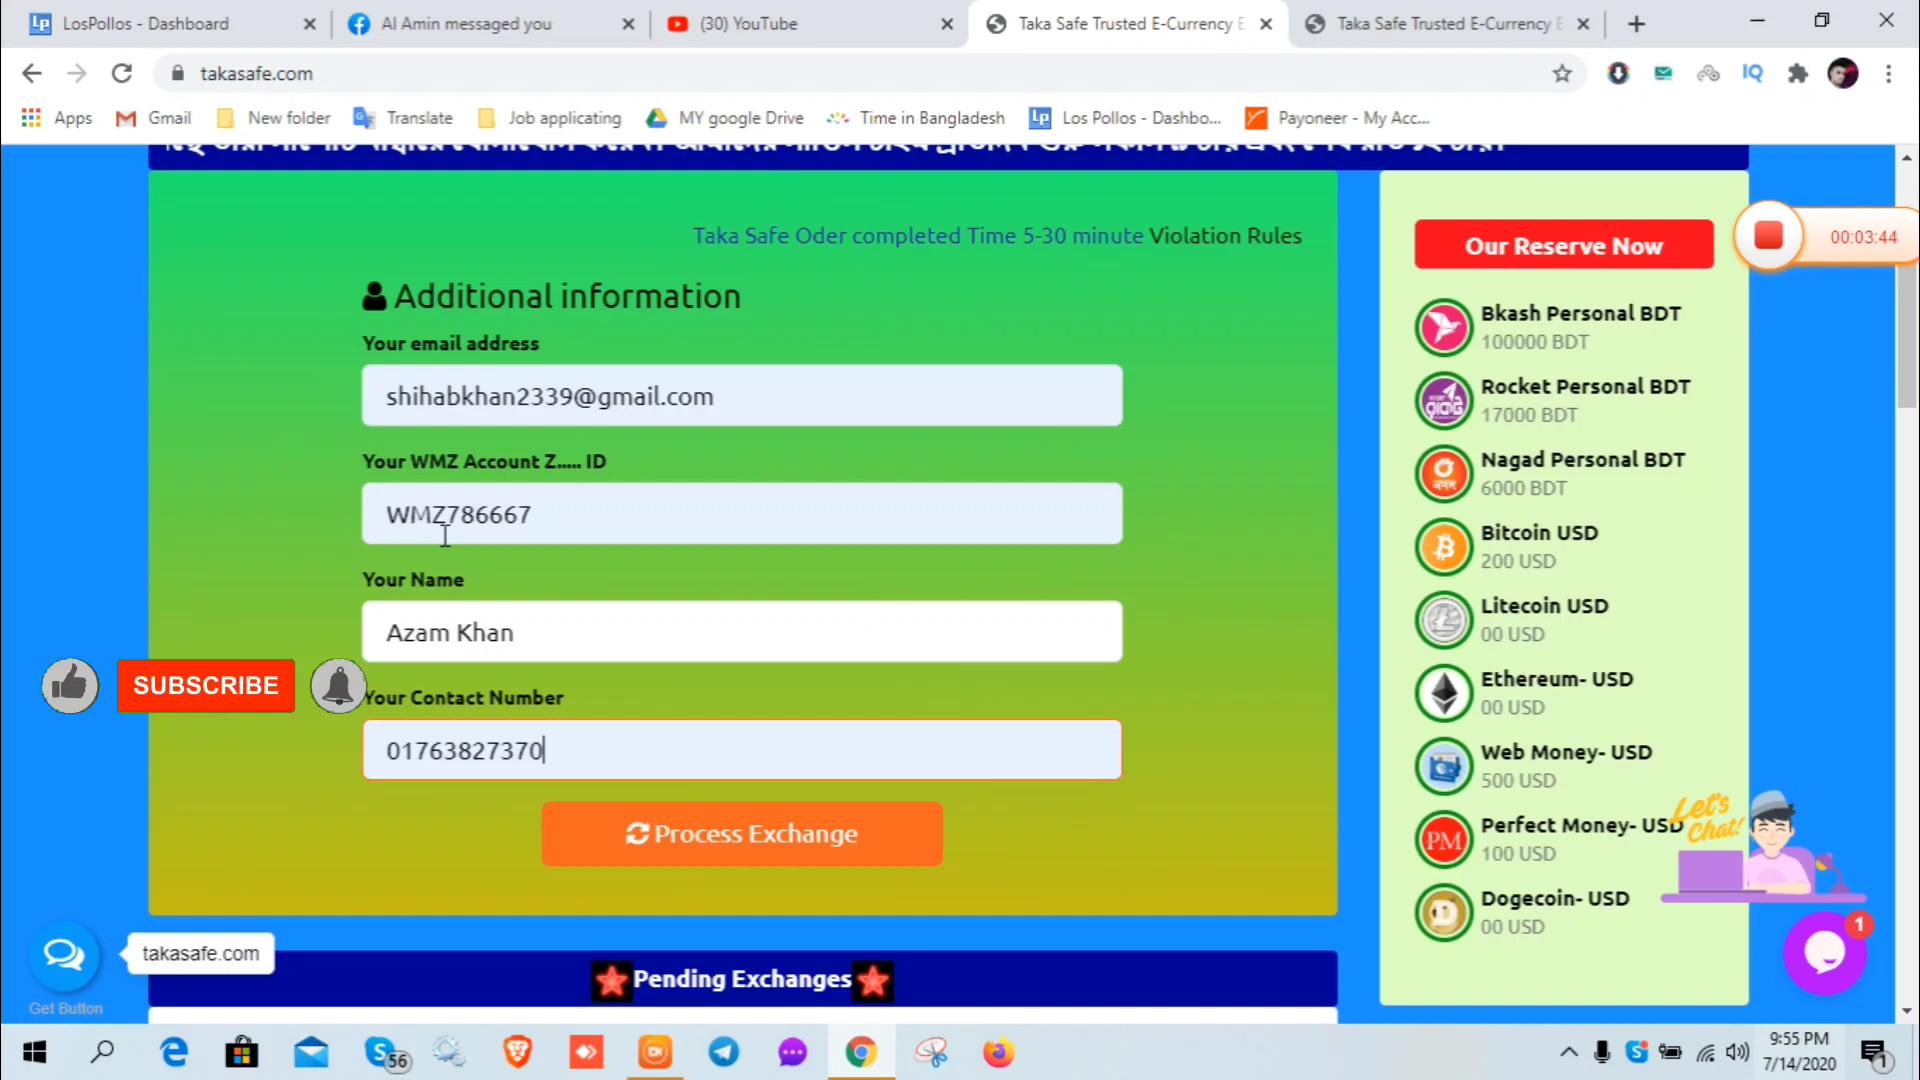 LosPollos - Dashboard
Al Amin messaged you
(30) YouTube
Taka Safe Trusted E-Currency E
Taka Safe Trusted E-Currency E
takasafe.com
IQ
Apps
Gmail
New folder
Translate
Job applicating
MY google Drive
Time in Bangladesh
Los Pollos - Dashbo...
Payoneer - My Acc...
Taka Safe Oder completed Time 5-30 minute Violation Rules
Additional information
Your email address
shihabkhan2339@gmail.com
Your WMZ Account Z..... ID
WMZ786667
Your Name
Azam Khan
Your Contact Number
01763827370
Process Exchange
SUBSCRIBE
takasafe.com
Get Button
Pending Exchanges
Our Reserve Now
00:03:44
Bkash Personal BDT
100000 BDT
Rocket Personal BDT
17000 BDT
Nagad Personal BDT
6000 BDT
Bitcoin USD
200 USD
Litecoin USD
00 USD
Ethereum- USD
00 USD
Web Money- USD
500 USD
Perfect Money- USD
100 USD
Dogecoin- USD
00 USD
Let's
Chat!
1
56
9:55 PM
7/14/2020
1